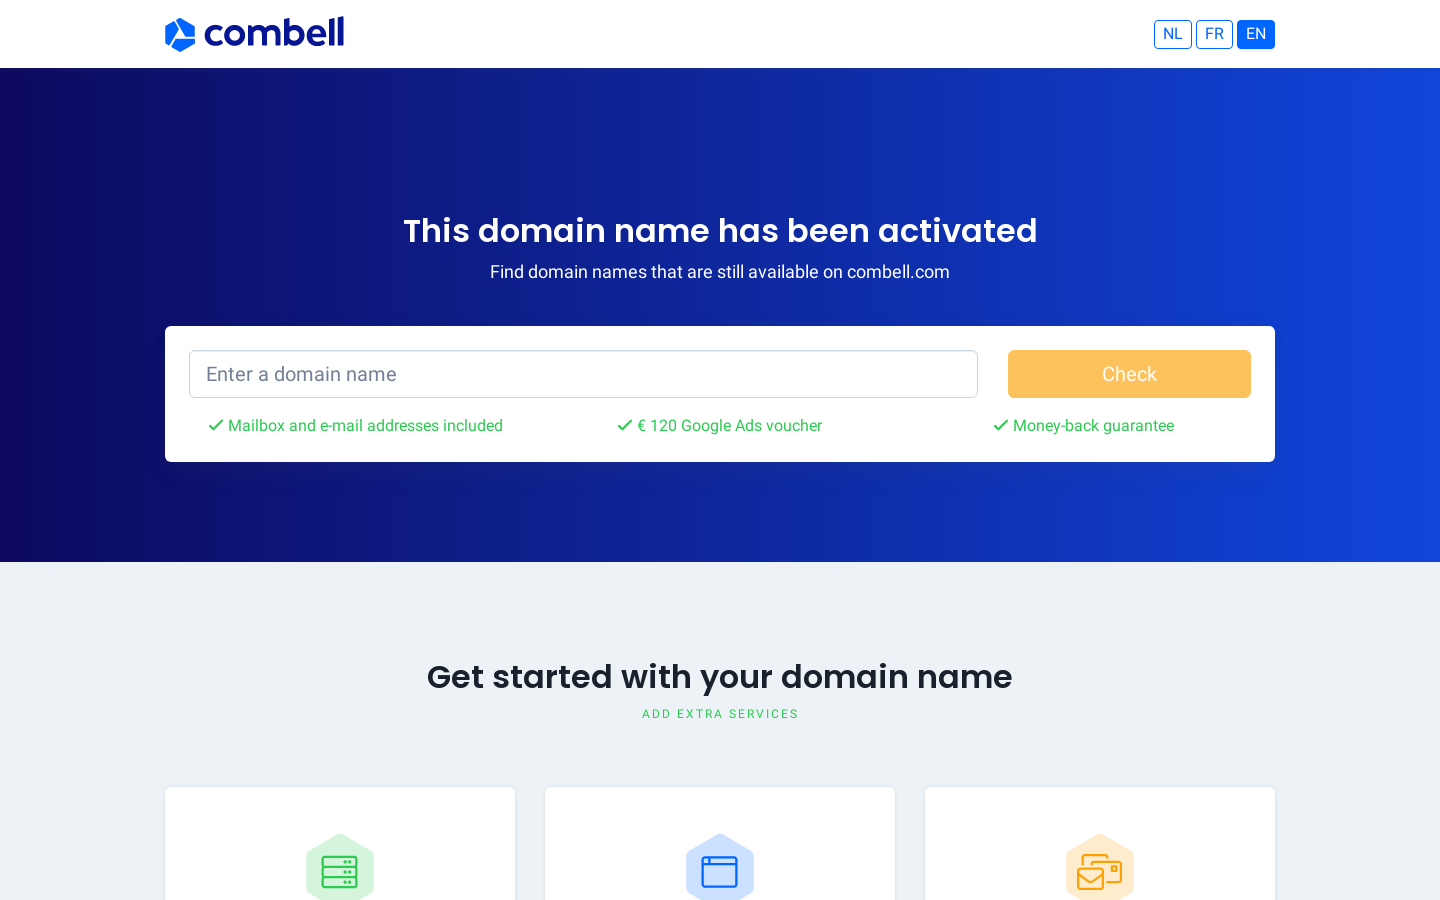 combell
NL FR EN
This domain name has been activated
Find domain names that are still available on combell.com
Enter a domain name
Check
Mailbox and e-mail addresses included
€ 120 Google Ads voucher
Money-back guarantee
Get started with your domain name
ADD EXTRA SERVICES